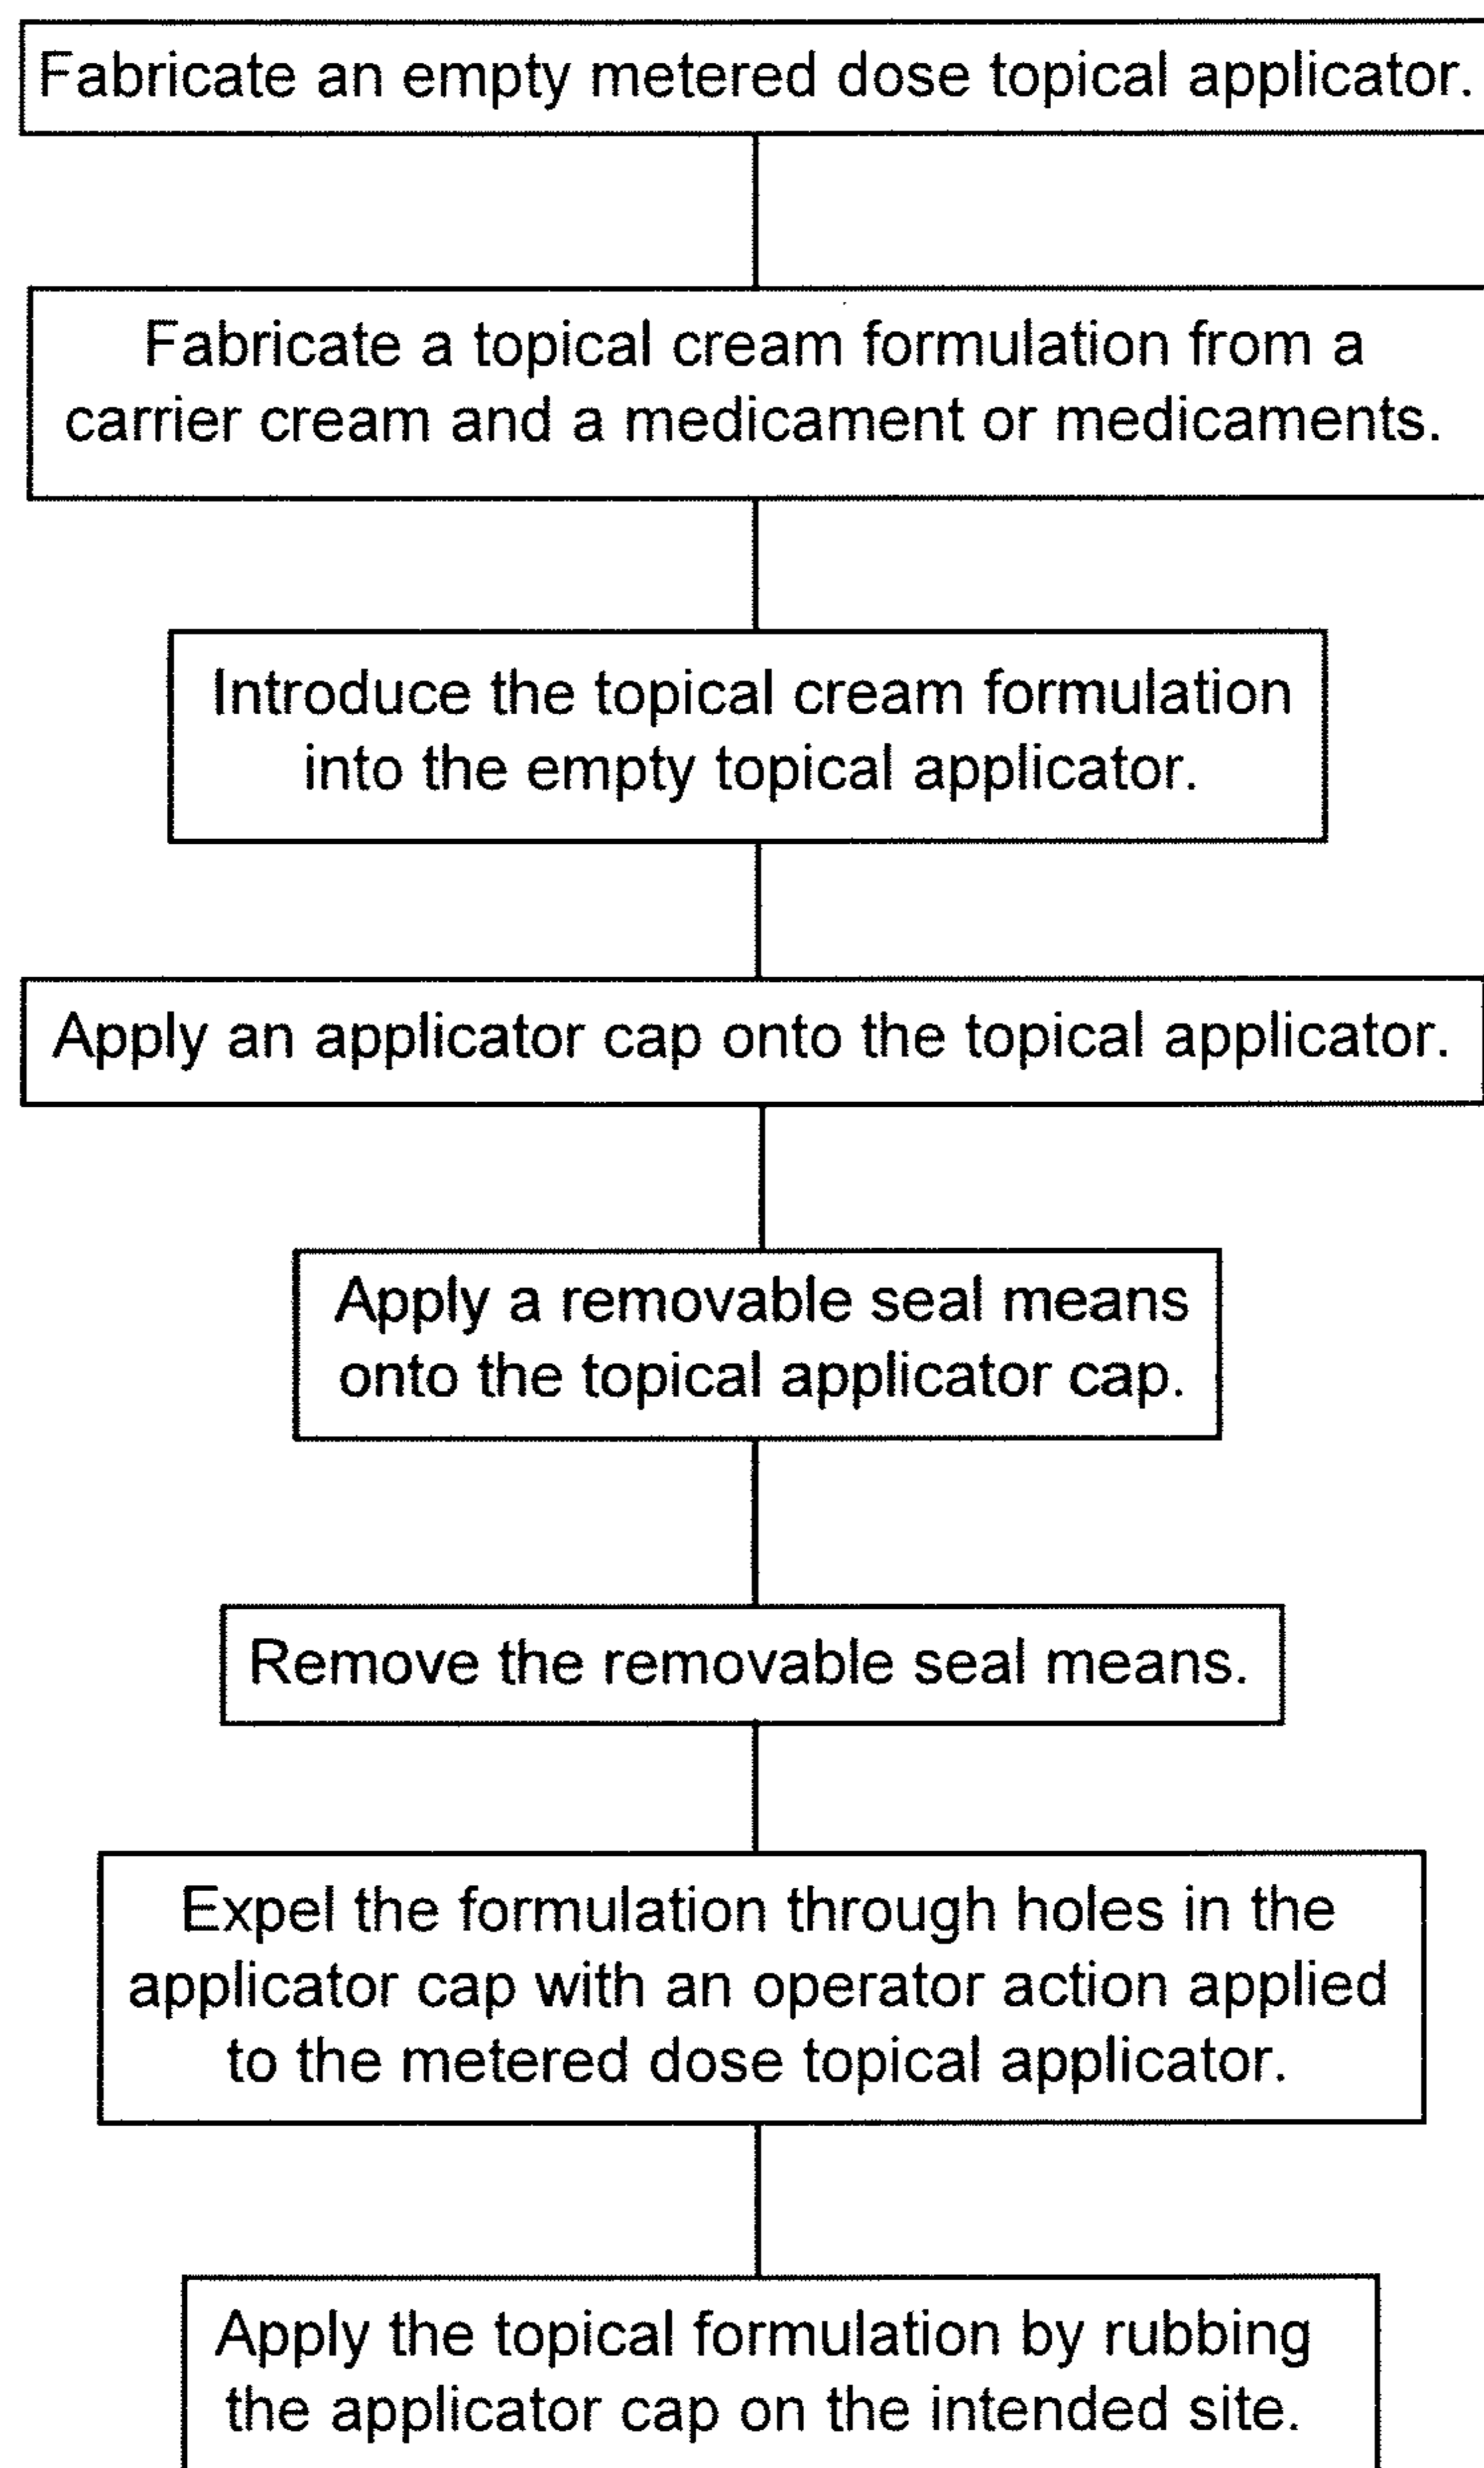 Fabricate an empty metered dose topical applicator.
Fabricate a topical cream formulation from a
carrier cream and a medicament or medicaments.
Introduce the topical cream formulation
into the empty topical applicator.
Apply an applicator cap onto the topical applicator.
Apply a removable seal means
onto the topical applicator cap.
Remove the removable seal means.
Expel the formulation through holes in the
applicator cap with an operator action applied
to the metered dose topical applicator.
Apply the topical formulation by rubbing
the applicator cap on the intended site.